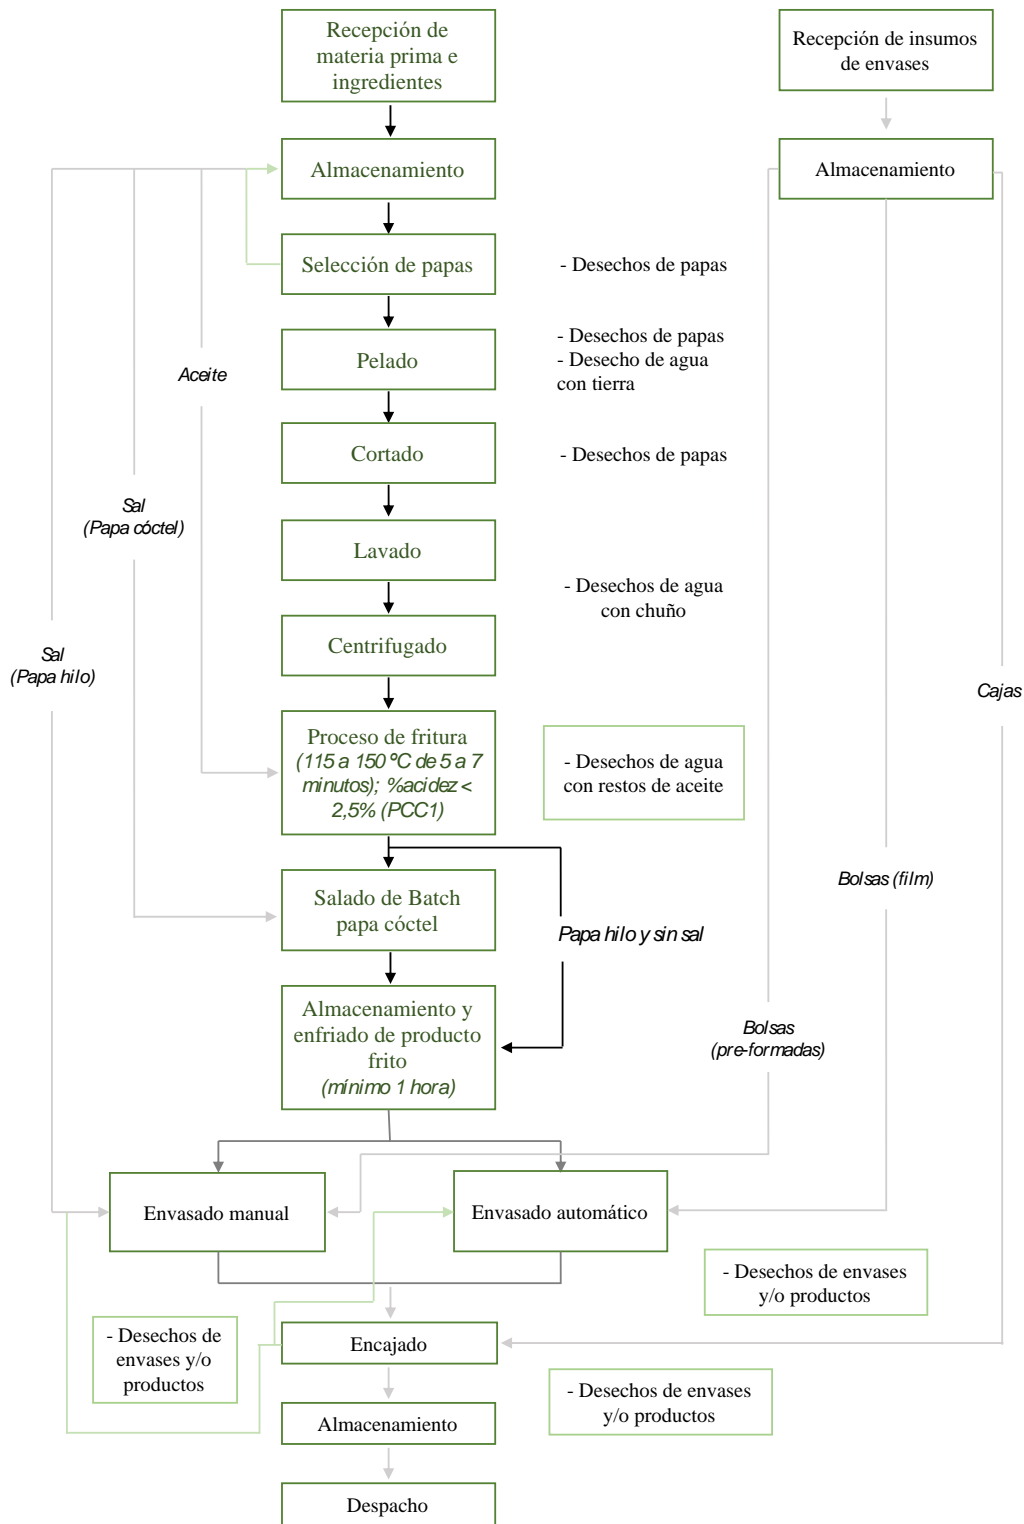 Recepción de
materia prima e
ingredientes
Recepción de insumos
de envases
Almacenamiento
Almacenamiento
Selección de papas
- Desechos de papas
Pelado
- Desechos de papas
- Desecho de agua
con tierra
Aceite
Cortado
- Desechos de papas
Sal
(Papa cóctel)
Lavado
- Desechos de agua
con chuño
Centrifugado
Sal
(Papa hilo)
Cajas
Proceso de fritura
(115 a 150 ºC de 5 a 7
minutos); %acidez <
2,5% (PCC1)
- Desechos de agua
con restos de aceite
Bolsas (film)
Salado de Batch
papa cóctel
Papa hilo y sin sal
Almacenamiento y
enfriado de producto
frito
(mínimo 1 hora)
Bolsas
(pre-formadas)
Envasado manual
Envasado automático
- Desechos de envases
y/o productos
- Desechos de
envases y/o
productos
Encajado
- Desechos de envases
y/o productos
Almacenamiento
Despacho